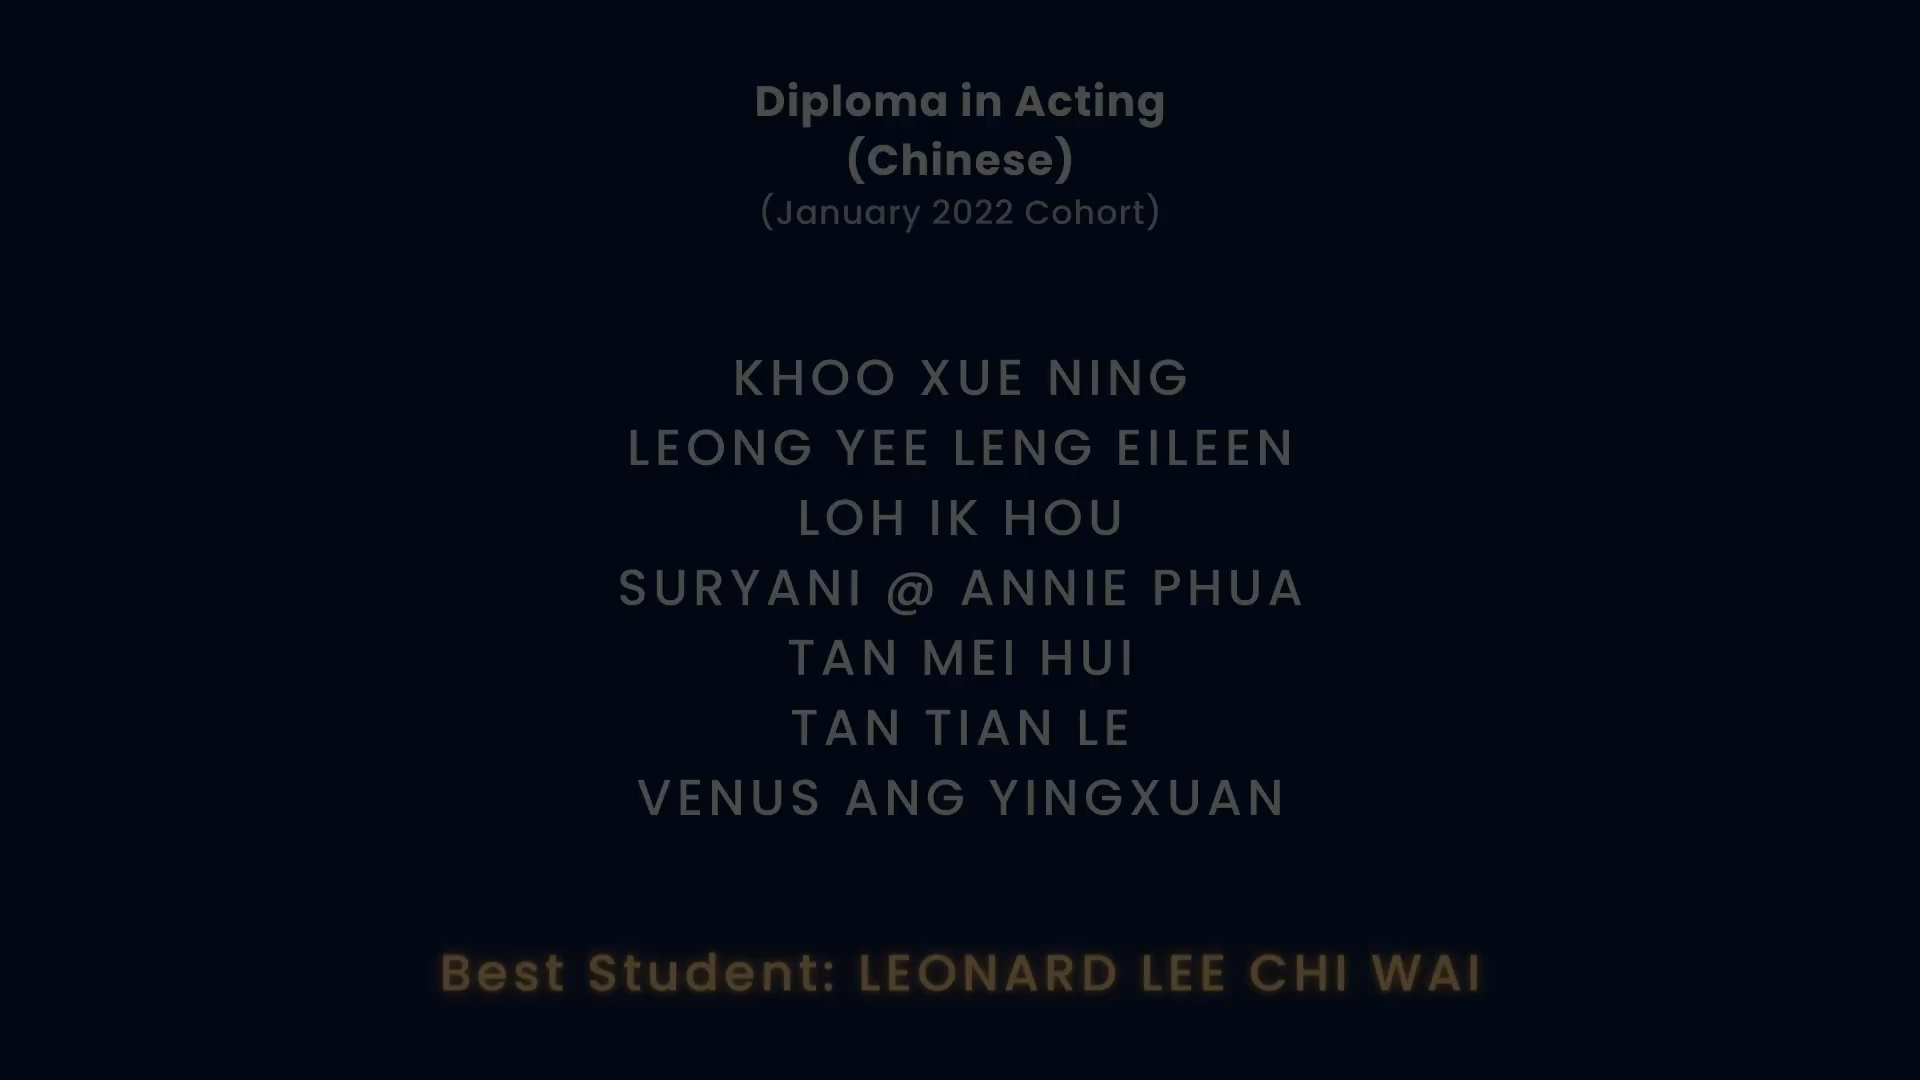 Diploma in Acting
(Chinese)
(January 2022 Cohort)
KHOO XUE NING
LEONG YEE LENG EILEEN
LOH IK HOU
SURYANI @ ANNIE PHUA
TAN MEI HUI
TAN TIAN LE
VENUS ANG YINGXUAN
Best Student: LEONARD LEE CHI WAI